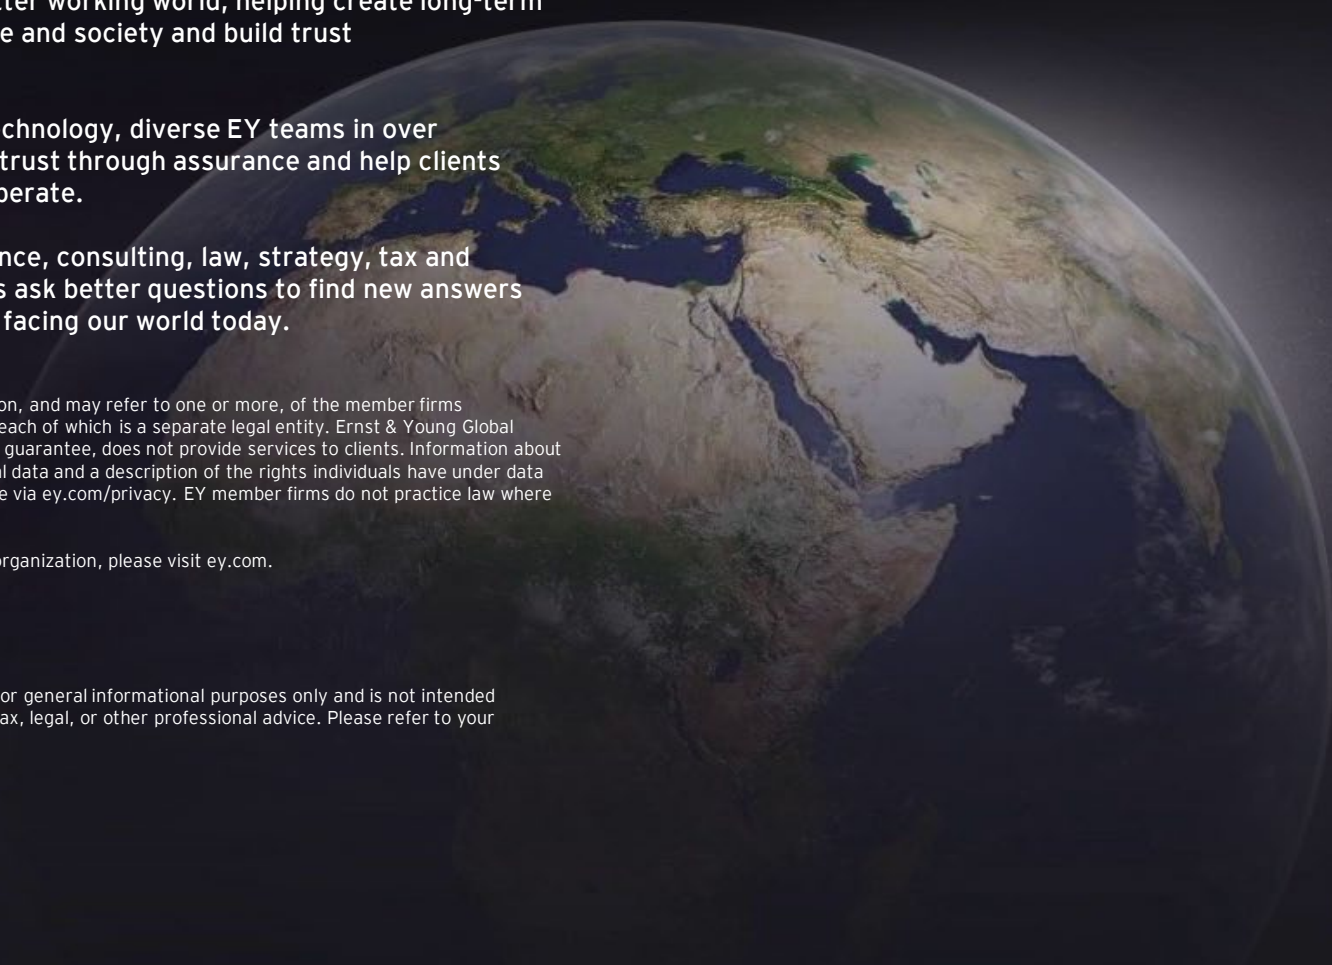 working world, helping create long-term
e and society and build trust
chnology, diverse EY teams in over
trust through assurance and help clients
perate.
nce, consulting, law, strategy, tax and
s ask better questions to find new answers
facing our world today.
on, and may refer to one or more, of the member firms
each of which is a separate legal entity. Ernst & Young Global
guarantee, does not provide services to clients. Information about
l data and a description of the rights individuals have under data
e via ey.com/privacy. EY member firms do not practice law where
organization, please visit ey.com.
or general informational purposes only and is not intended
ax, legal, or other professional advice. Please refer to your